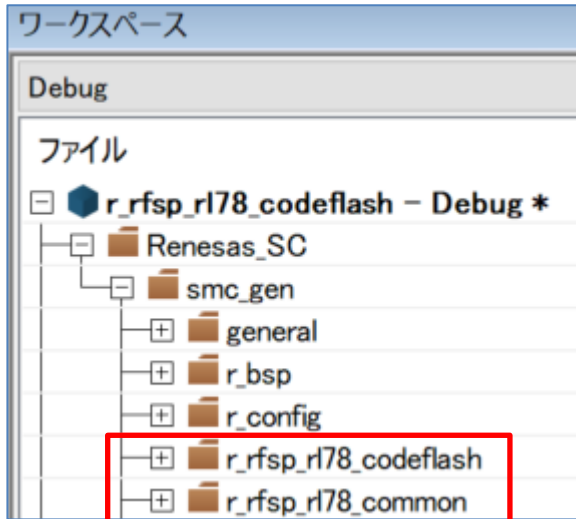 ワークスペース
Debug
ファイル
r_rfsp_rl78_codeflash - Debug *
Renesas_SC
smc_gen
general
r_bsp
r_config
r_rfsp_rl78_codeflash
r_rfsp_rl78_common